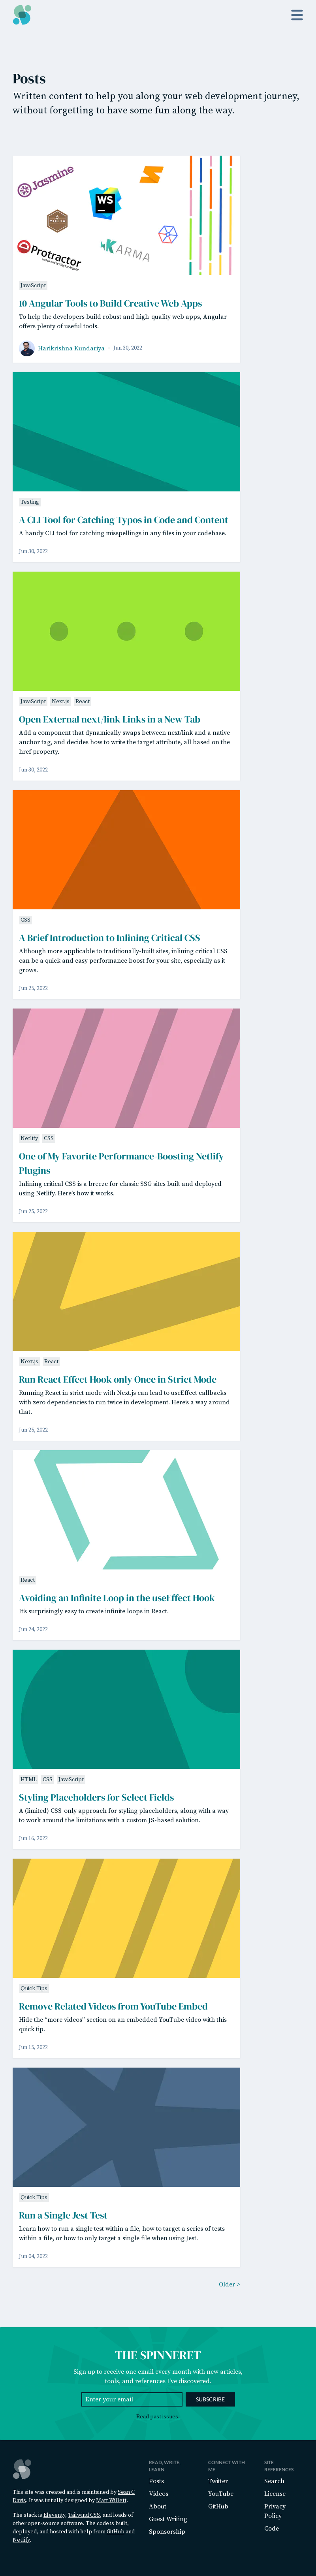 Posts
Written content to help you along your web development journey,
without forgetting to have some fun along the way.
Jasmine
WS
MOCHA
Protractor
KARMA
JavaScript
10 Angular Tools to Build Creative Web Apps
To help the developers build robust and high-quality web apps, Angular
offers plenty of useful tools.
Harikrishna Kundariya
Jun 30, 2022
Testing
A CLI Tool for Catching Typos in Code and Content
A handy CLI tool for catching misspellings in any files in your codebase.
Jun 30, 2022
JavaScript Next.js React
Open External next/link Links in a New Tab
Add a component that dynamically swaps between next/link and a native
anchor tag, and decides how to write the target attribute, all based on the
href property.
Jun 30, 2022
CSS
A Brief Introduction to Inlining Critical CSS
Although more applicable to traditionally-built sites, inlining critical CSS
can be a quick and easy performance boost for your site, especially as it
grows.
Jun 25, 2022
Netlify CSS
One of My Favorite Performance-Boosting Netlify
Plugins
Inlining critical CSS is a breeze for classic SSG sites built and deployed
using Netlify. Here's how it works.
Jun 25, 2022
Next.js React
Run React Effect Hook only Once in Strict Mode
Running React in strict mode with Next.js can lead to useEffect callbacks
with zero dependencies to run twice in development. Here's a way around
that.
Jun 25, 2022
React
Avoiding an Infinite Loop in the useEffect Hook
It's surprisingly easy to create infinite loops in React.
Jun 24, 2022
HTML CSS JavaScript
Styling Placeholders for Select Fields
A (limited) CSS-only approach for styling placeholders, along with a way
to work around the limitations with a custom JS-based solution.
Jun 16, 2022
Quick Tips
Remove Related Videos from YouTube Embed
Hide the “more videos” section on an embedded YouTube video with this
quick tip.
Jun 15, 2022
Quick Tips
Run a Single Jest Test
Learn how to run a single test within a file, how to target a series of tests
within a file, or how to only target a single file when using Jest.
Jun 04, 2022
Older >
THE SPINNERET
Sign up to receive one email every month with new articles,
tools, and references I've discovered.
Enter your email
SUBSCRIBE
Read past issues.
This site was created and is maintained by Sean C
Davis. It was initially designed by Matt Willett.
The stack is Eleventy, Tailwind CSS, and loads of
other open-source software. The code is built,
deployed, and hosted with help from GitHub and
Netlify.
READ, WRITE,
LEARN
Posts
Videos
About
Guest Writing
Sponsorship
CONNECT WITH
ME
Twitter
YouTube
GitHub
SITE
REFERENCES
Search
License
Privacy
Policy
Code